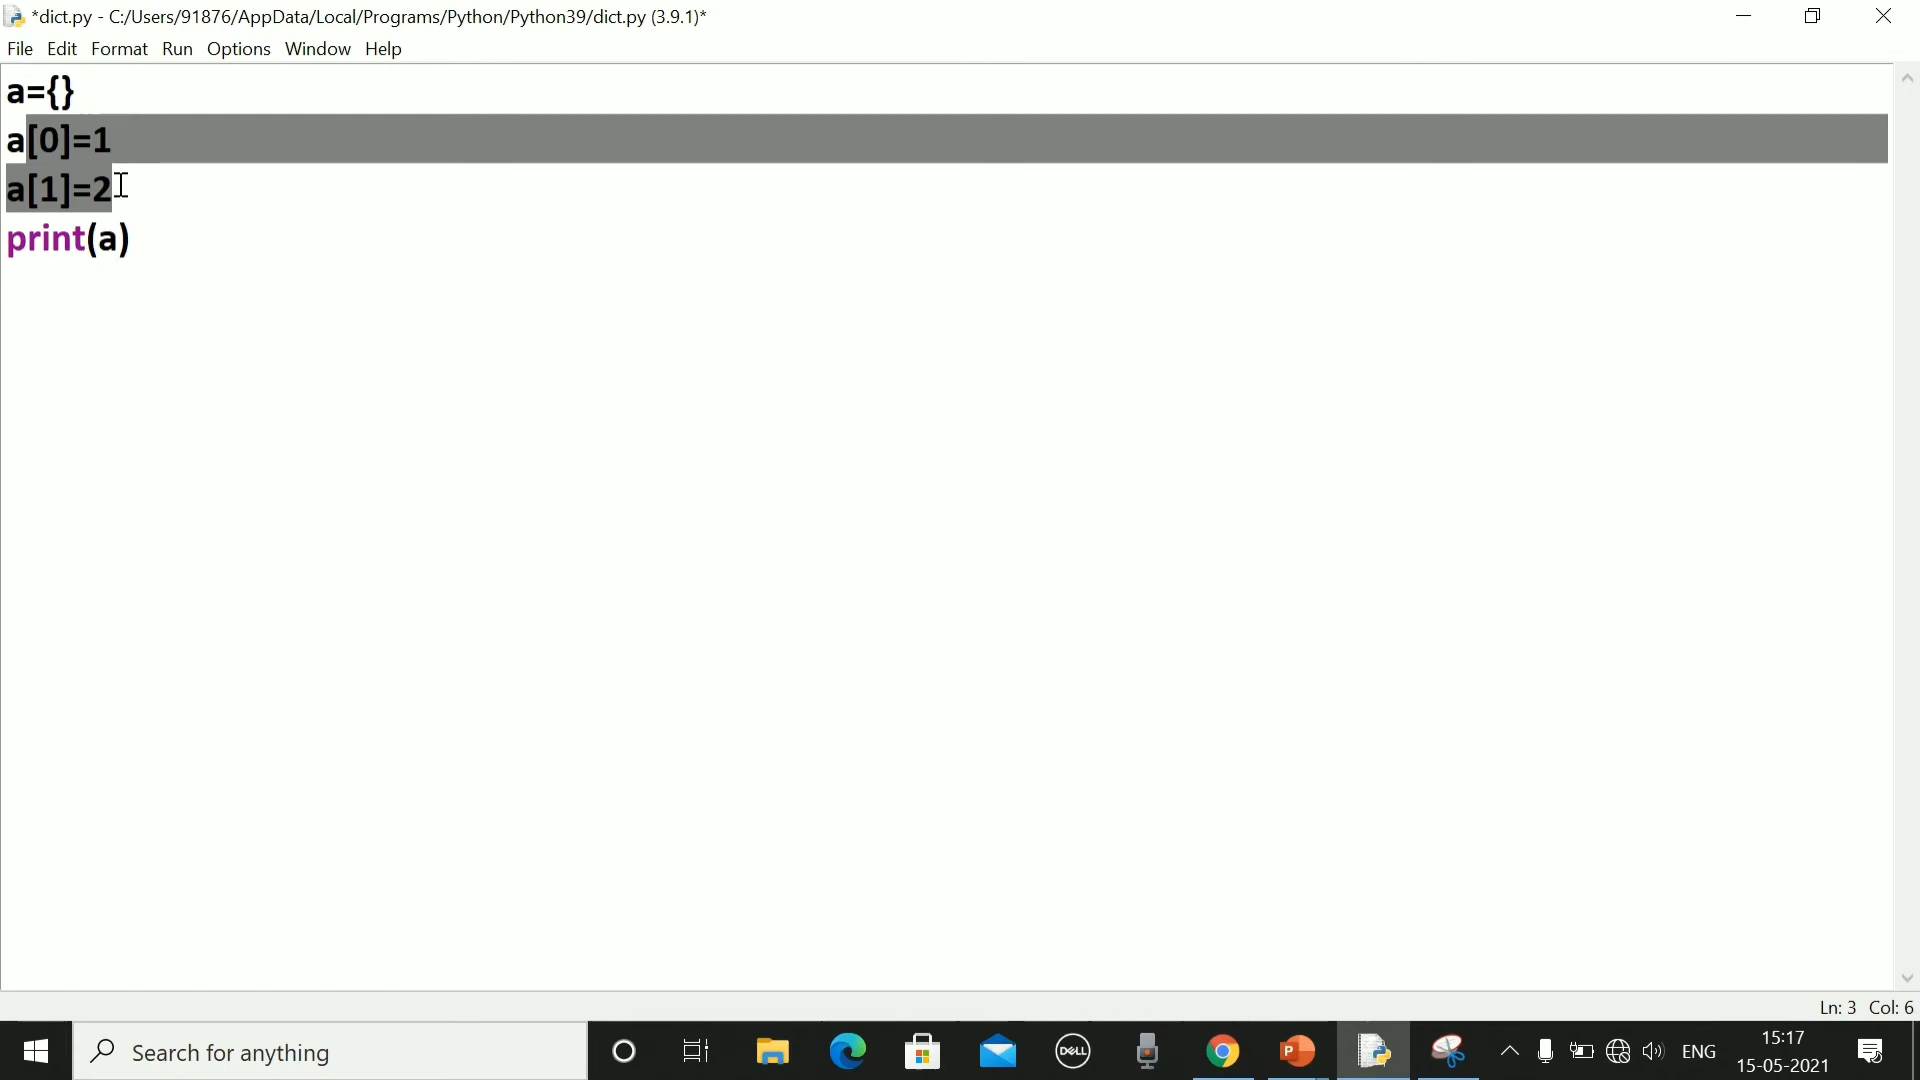 *dict.py - C:/Users/91876/AppData/Local/Programs/Python/Python39/dict.py (3.9.1)*
File Edit Format Run Options Window Help
a={}
a[0]=1
a[1]=2
print(a)
Ln: 3 Col: 6
Search for anything
DELL
P
ENG
15:17
15-05-2021